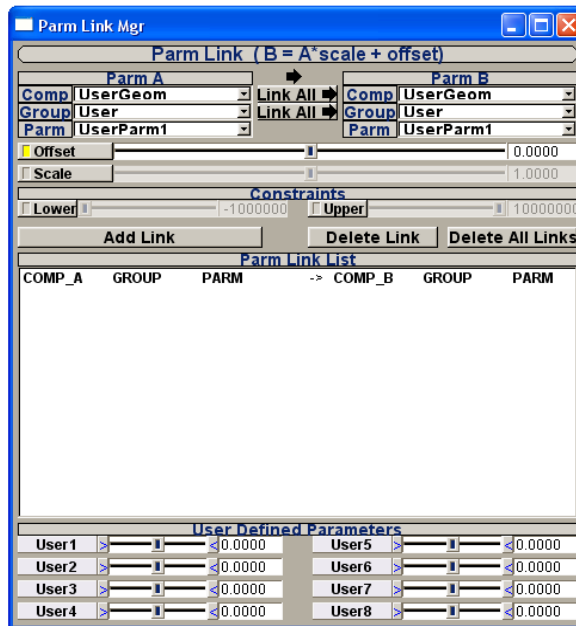 Parm Link Mgr
Parm Link ( B = A*scale + offset)
Parm A Parm B
Comp UserGeom Link All Comp UserGeom
Group User Link All Group User
Parm UserParm1 Parm UserParm1
Offset 0.0000
Scale 1.0000
Constraints
Lower -1000000 Upper 10000000
Add Link Delete Link Delete All Links
Parm Link List
COMP_A GROUP PARM -> COMP_B GROUP PARM
User Defined Parameters
User1 > < 0.0000 User5 > < 0.0000
User2 > < 0.0000 User6 > < 0.0000
User3 > < 0.0000 User7 > < 0.0000
User4 > < 0.0000 User8 > < 0.0000